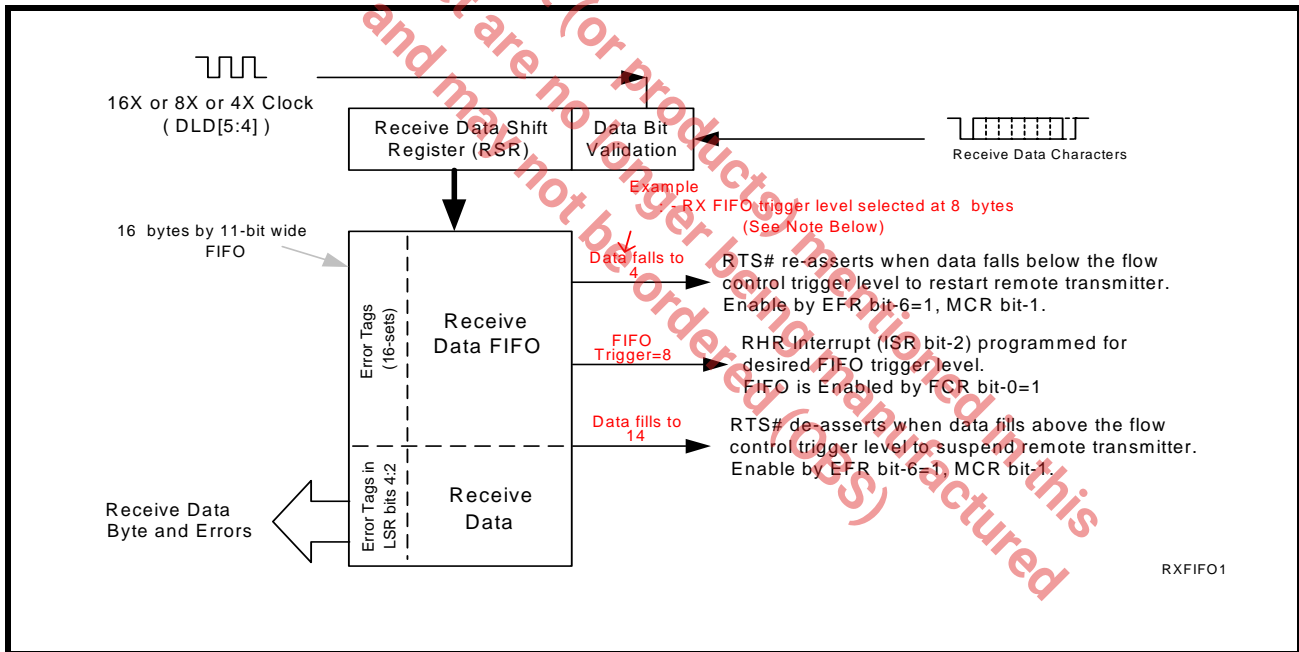 (or products) mentioned in this
et are no longer being manufactured
and may not be ordered (OBS)
16X or 8X or 4X Clock
( DLD[5:4] )
Receive Data Shift
Register (RSR)
Data Bit
Validation
Receive Data Characters
Example
: - RX FIFO trigger level selected at 8 bytes
(See Note Below)
16 bytes by 11-bit wide
FIFO
Error Tags
(16-sets)
Receive
Data FIFO
Data falls to
4
RTS# re-asserts when data falls below the flow
control trigger level to restart remote transmitter.
Enable by EFR bit-6=1, MCR bit-1.
FIFO
Trigger=8
RHR Interrupt (ISR bit-2) programmed for
desired FIFO trigger level.
FIFO is Enabled by FCR bit-0=1
Data fills to
14
RTS# de-asserts when data fills above the flow
control trigger level to suspend remote transmitter.
Enable by EFR bit-6=1, MCR bit-1.
Error Tags in
LSR bits 4:2
Receive
Data
Receive Data
Byte and Errors
RXFIFO1